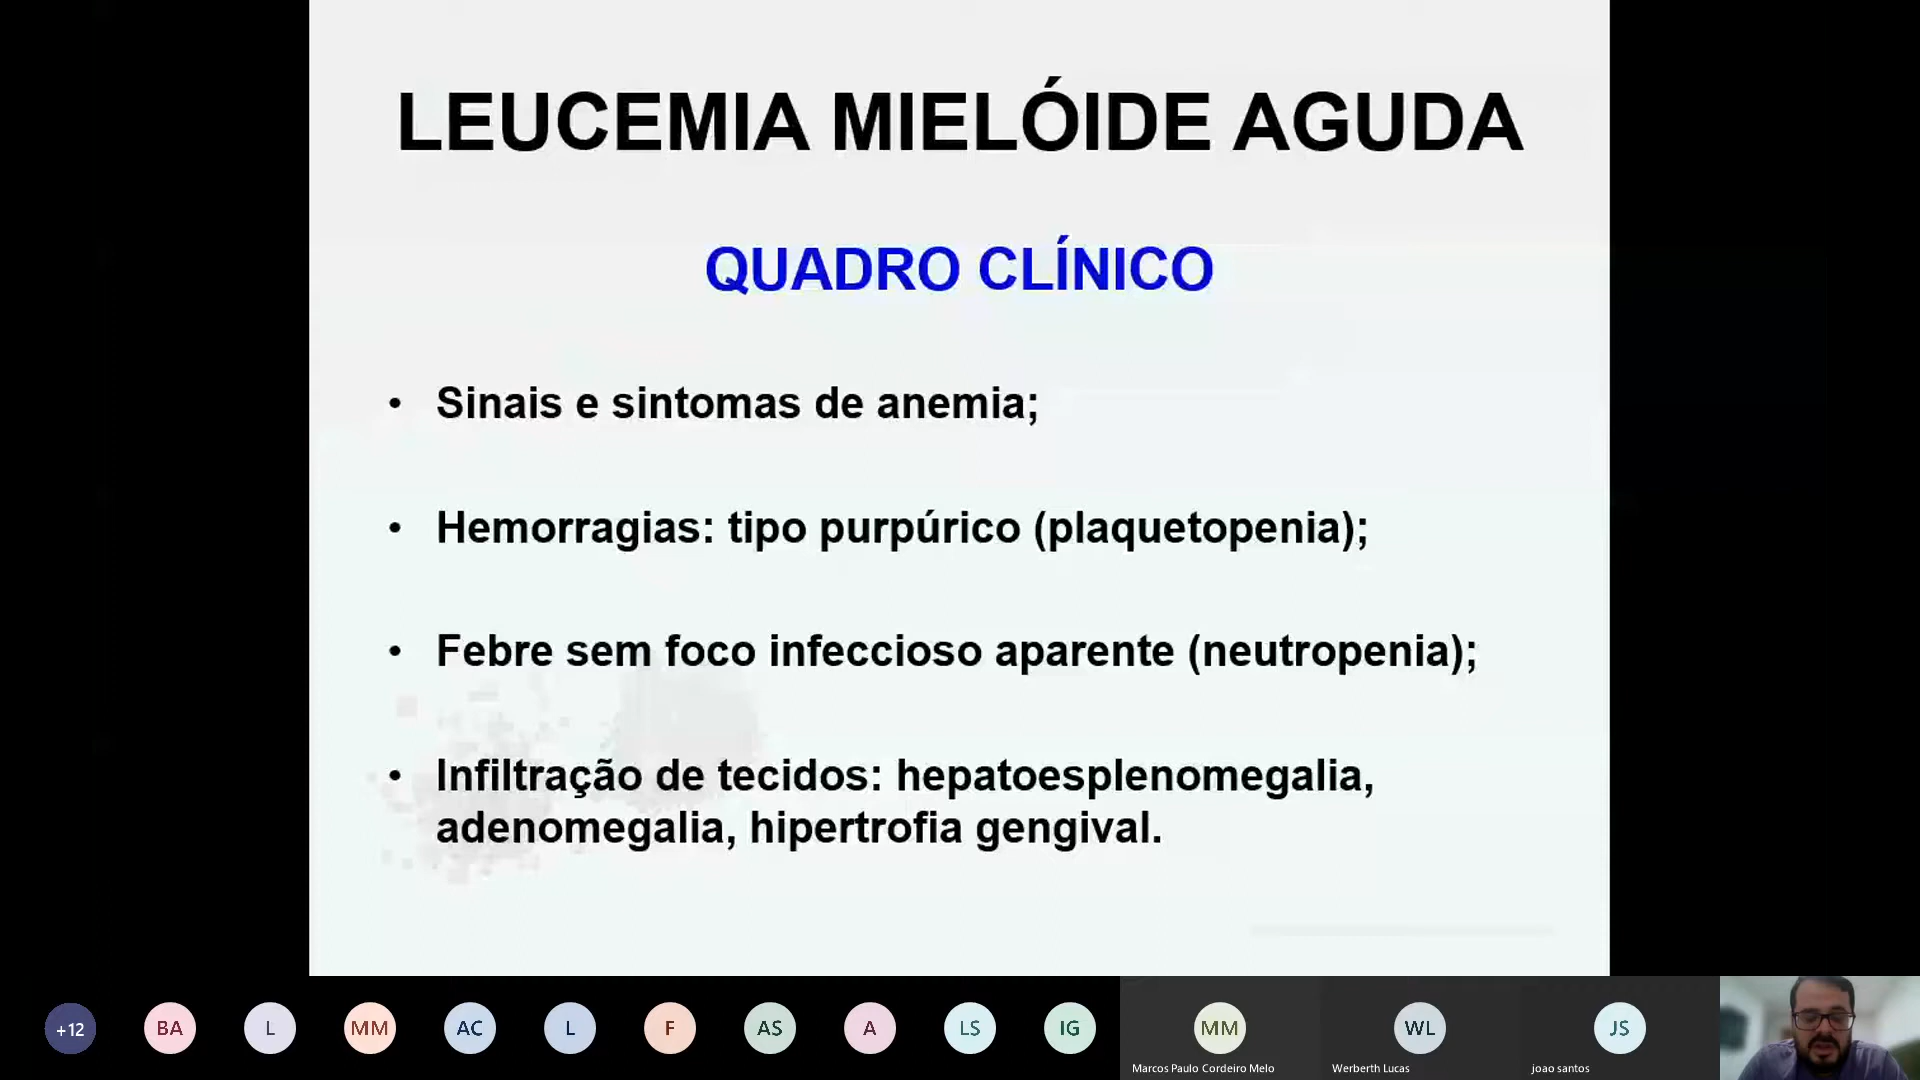 LEUCEMIA MIELÓIDE AGUDA
QUADRO CLÍNICO
• Sinais e sintomas de anemia;
• Hemorragias: tipo purpúrico (plaquetopenia);
• Febre sem foco infeccioso aparente (neutropenia);
• Infiltração de tecidos: hepatoesplenomegalia,
adenomegalia, hipertrofia gengival.
+12 BA L MM AC L F AS A LS IG MM WL JS
Marcos Paulo Cordeiro Melo Werberth Lucas joao santos